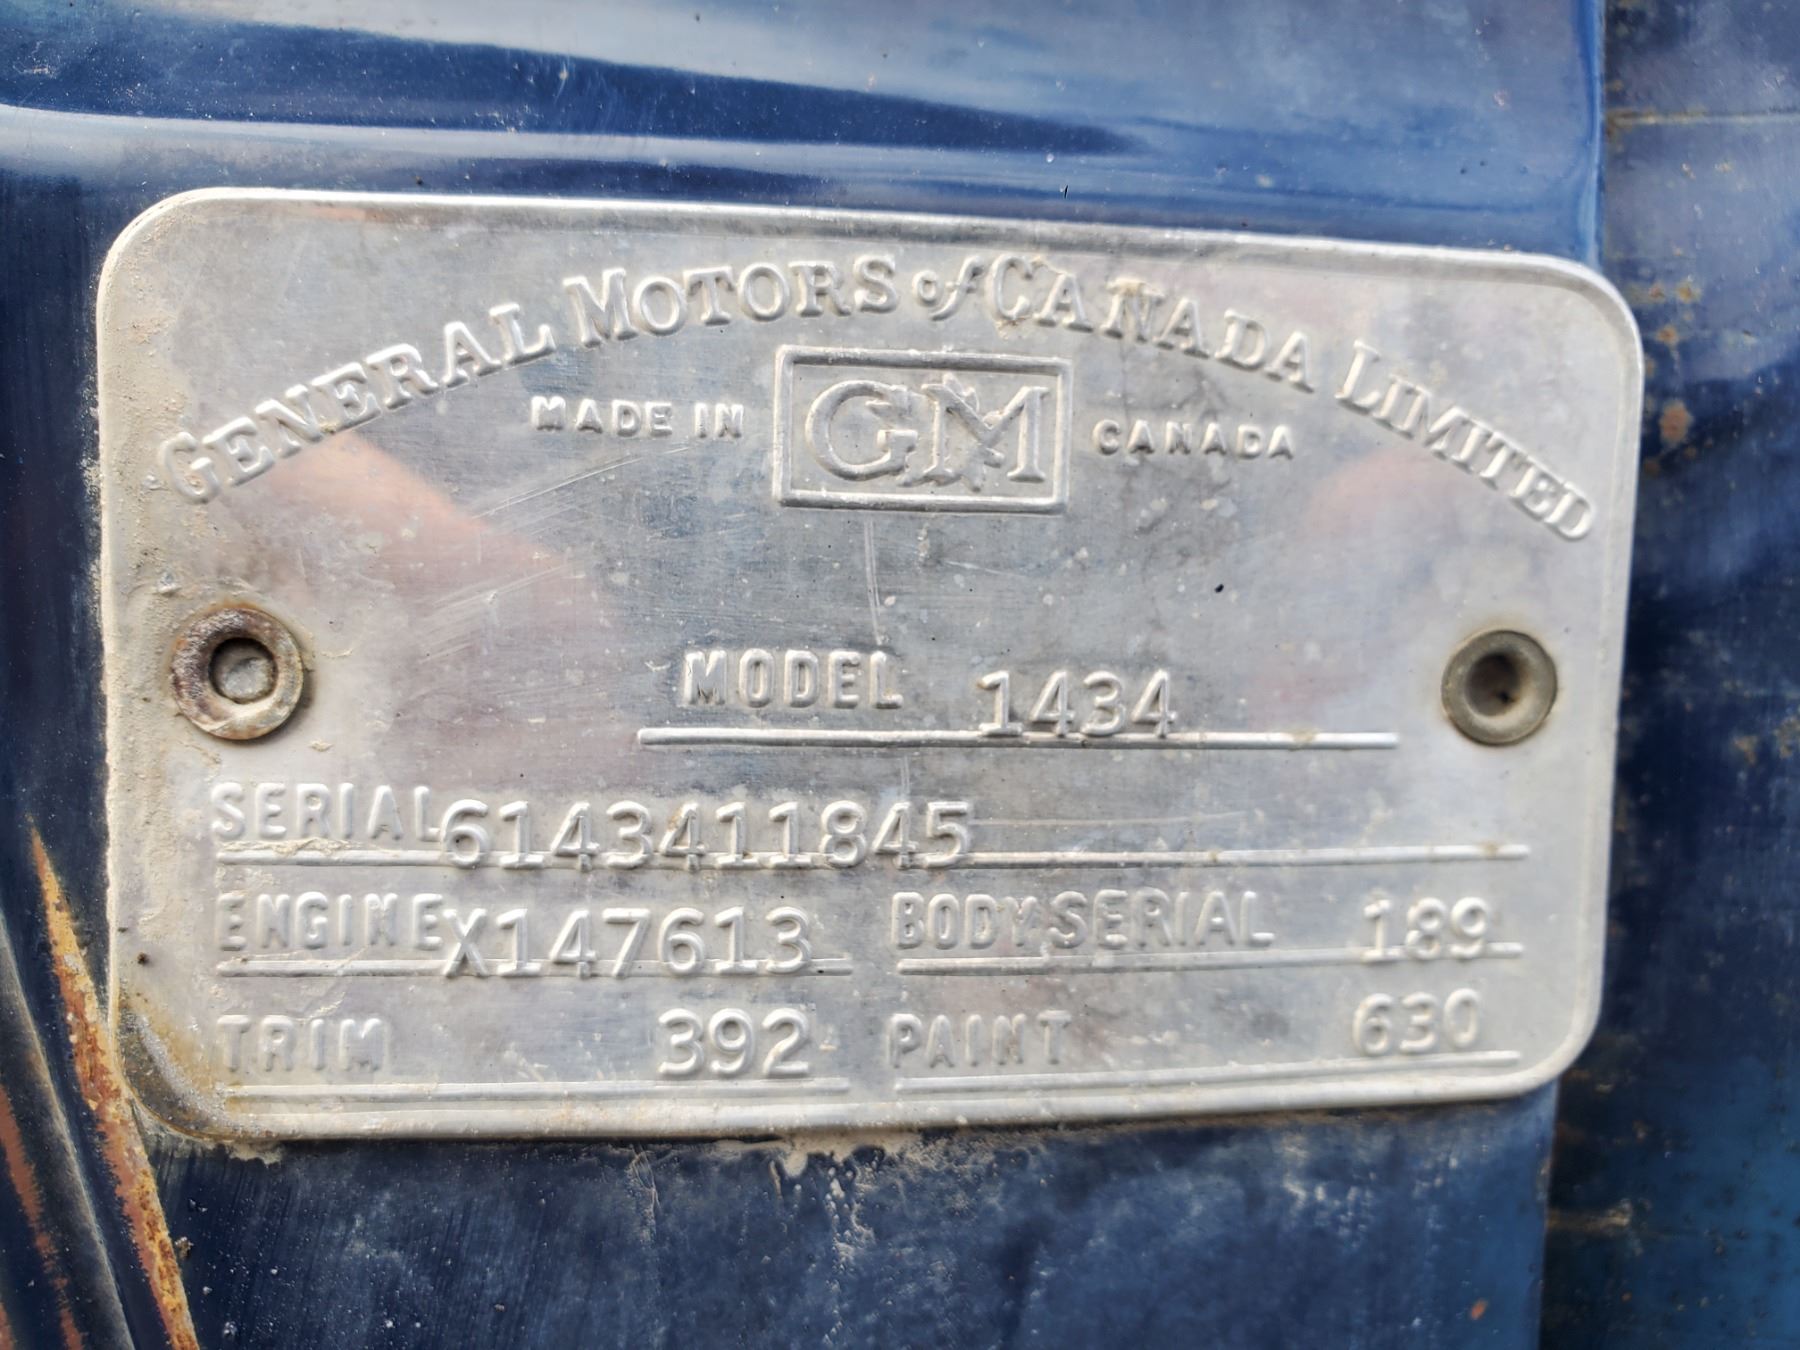 GENERAL MOTORS of CANADA LIMITED
MADE IN GM CANADA
MODEL 1434
SERIAL 6143411845
ENGINE X147613 BODY SERIAL 189
TRIM 392 PAINT 630